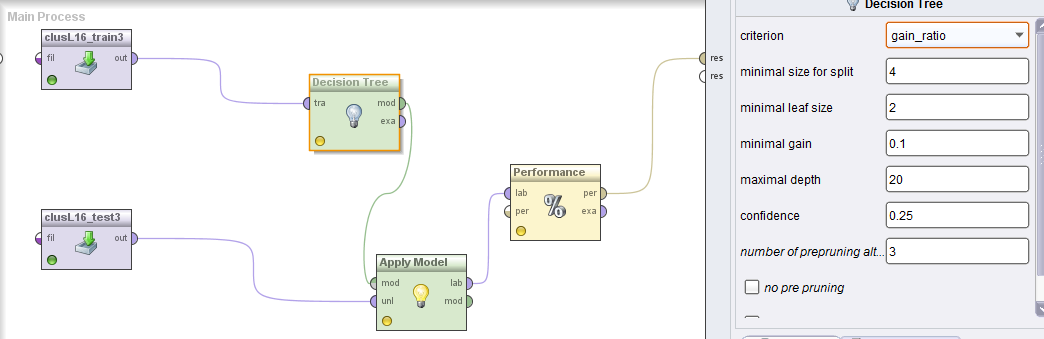 Main Process
clusL16_train3
fil out
Decision Tree
tra mod
exa
clusL16_test3
fil out
Apply Model
mod lab
unl mod
Performance
lab per
per exa
%
res
res
Decision Tree
criterion gain_ratio
minimal size for split 4
minimal leaf size 2
minimal gain 0.1
maximal depth 20
confidence 0.25
number of prepruning alt... 3
no pre pruning